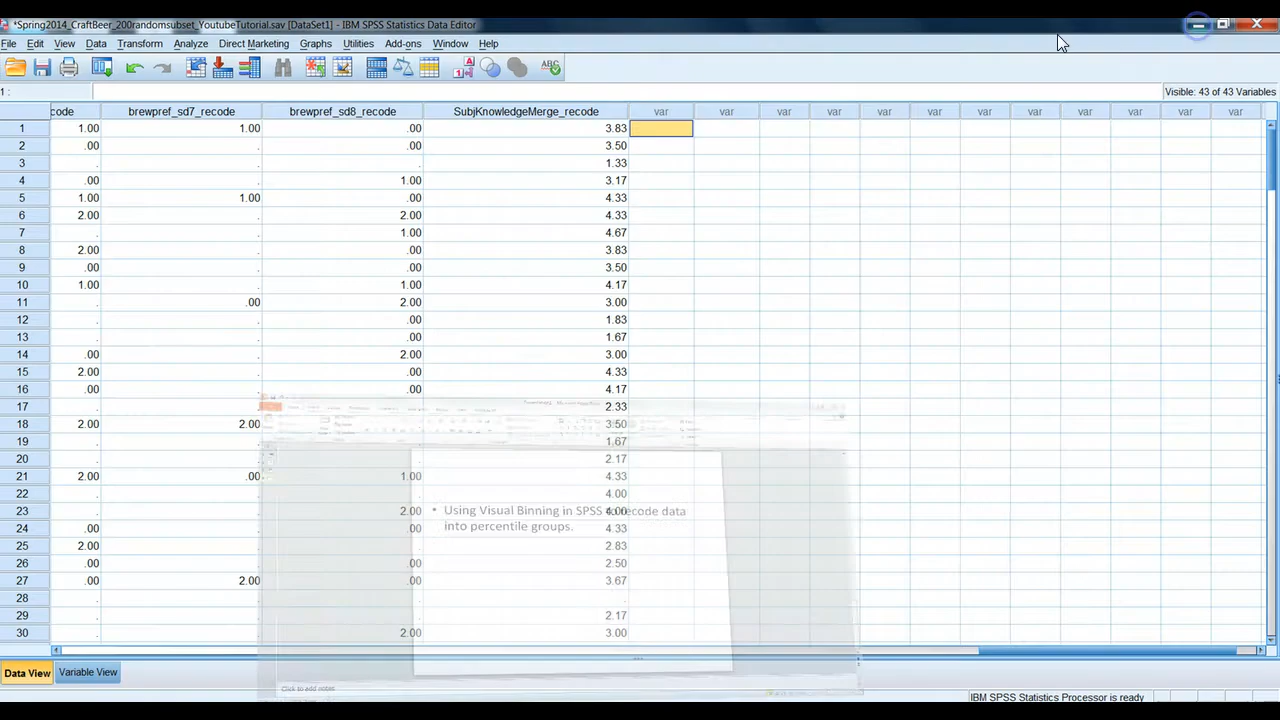 *Spring2014_CraftBeer_200randomsubset_YoutubeTutorial.sav [DataSet1] - IBM SPSS Statistics Data Editor
File Edit View Data Transform Analyze Direct Marketing Graphs Utilities Add-ons Window Help
1 : Visible: 43 of 43 Variables
code brewpref_sd7_recode brewpref_sd8_recode SubjKnowledgeMerge_recode var var var var var var var var var var var var
1 1.00 1.00 .00 3.83
2 .00 . .00 3.50
3 . . . 1.33
4 .00 . 1.00 3.17
5 1.00 1.00 .00 4.33
6 2.00 . 2.00 4.33
7 . . 1.00 4.67
8 2.00 . .00 3.83
9 .00 . .00 3.50
10 1.00 . 1.00 4.17
11 . .00 2.00 3.00
12 . . .00 1.83
13 . . .00 1.67
14 .00 . 2.00 3.00
15 2.00 . .00 4.33
16 .00 . .00 4.17
17 . . 2.33
18 2.00 2.00 3.50
19 . . 1.67
20 . . 2.17
21 2.00 .00 1.00 4.33
22 . . 4.00
23 . . 2.00 4.00
24 .00 . .00 4.33
25 2.00 . . 2.83
26 .00 . .00 2.50
27 .00 2.00 .00 3.67
28 . . . .
29 . . . 2.17
30 . . 2.00 3.00
• Using Visual Binning in SPSS to recode data
into percentile groups.
Click to add notes
Data View Variable View
IBM SPSS Statistics Processor is ready